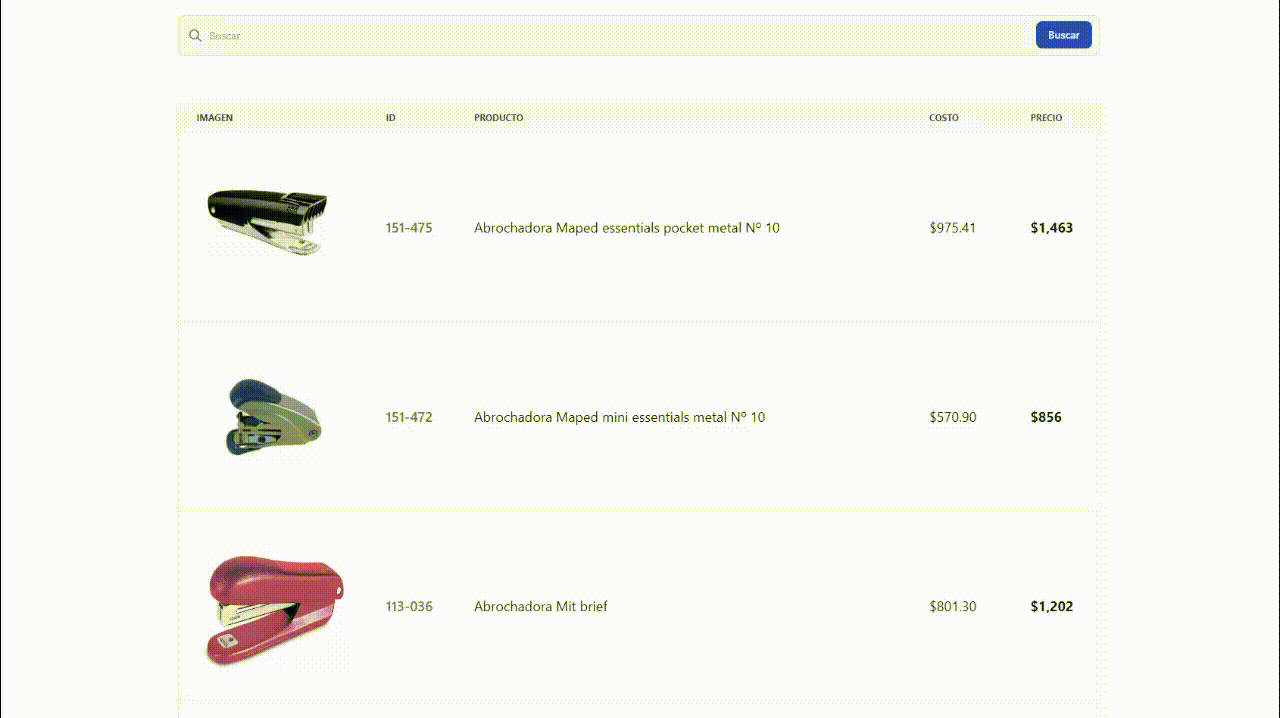 Buscar Buscar
IMAGEN ID PRODUCTO COSTO PRECIO
151-475 Abrochadora Maped essentials pocket metal Nº 10 $975.41 $1,463
151-472 Abrochadora Maped mini essentials metal Nº 10 $570.90 $856
113-036 Abrochadora Mit brief $801.30 $1,202